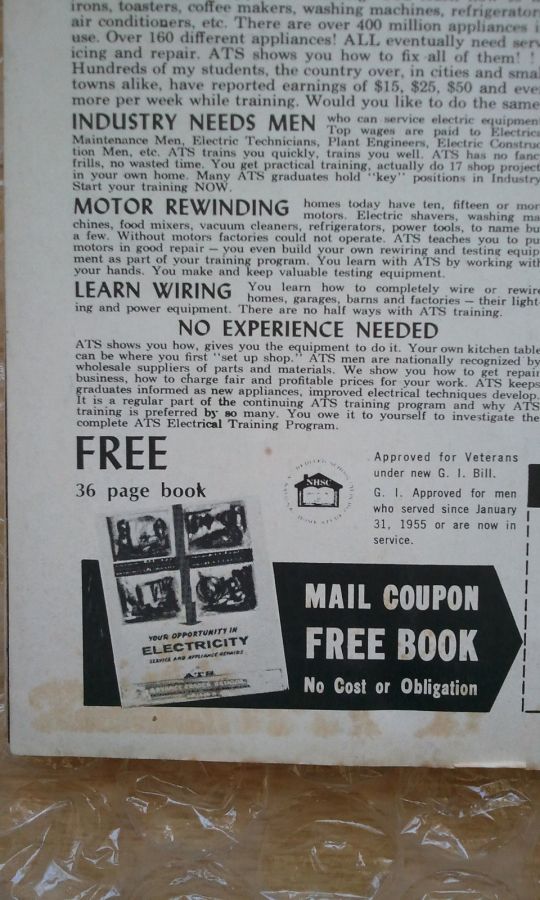 irons, toasters, coffee makers, washing machines, refrigerator
air conditioners, etc. There are over 400 million appliances i
use. Over 160 different appliances! ALL eventually need serv
icing and repair. ATS shows you how to fix all of them! !
Hundreds of my students, the country over, in cities and smal
towns alike, have reported earnings of $15, $25, $50 and eve
more per week while training. Would you like to do the same
INDUSTRY NEEDS MEN who can service electric equipmen
Top wages are paid to Electrica
Maintenance Men, Electric Technicians, Plant Engineers, Electric Construc
tion Men, etc. ATS trains you quickly, trains you well. ATS has no fanc
frills, no wasted time. You get practical training, actually do 17 shop project
in your own home. Many ATS graduates hold "key" positions in Industry
Start your training NOW.
MOTOR REWINDING homes today have ten, fifteen or mor
motors. Electric shavers, washing ma
chines, food mixers, vacuum cleaners, refrigerators, power tools, to name bu
a few. Without motors factories could not operate. ATS teaches you to pu
motors in good repair — you even build your own rewiring and testing equip
ment as part of your training program. You learn with ATS by working wit
your hands. You make and keep valuable testing equipment.
LEARN WIRING You learn how to completely wire or rewire
homes, garages, barns and factories — their light-
ing and power equipment. There are no half ways with ATS training.
NO EXPERIENCE NEEDED
ATS shows you how, gives you the equipment to do it. Your own kitchen table
can be where you first "set up shop." ATS men are nationally recognized by
wholesale suppliers of parts and materials. We show you how to get repair
business, how to charge fair and profitable prices for your work. ATS keeps
graduates informed as new appliances, improved electrical techniques develop.
It is a regular part of the continuing ATS training program and why ATS
training is preferred by so many. You owe it to yourself to investigate the
complete ATS Electrical Training Program.
FREE
36 page book
NHSC
Approved for Veterans
under new G. I. Bill.
G. I. Approved for men
who served since January
31, 1955 or are now in
service.
YOUR OPPORTUNITY IN
ELECTRICITY
SERVICE AND APPLIANCE REPAIRS
ATS
MAIL COUPON
FREE BOOK
No Cost or Obligation